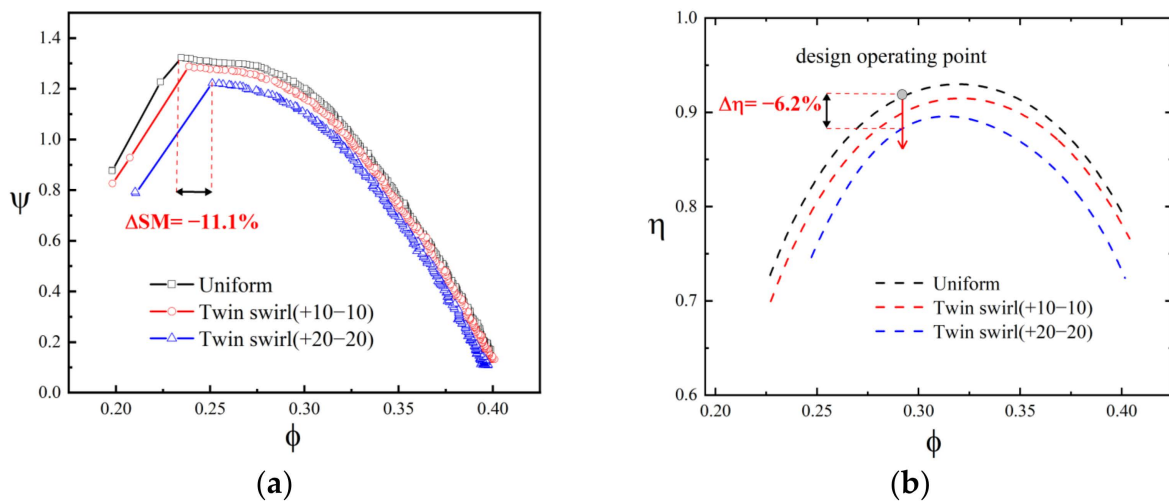 1.4
1.2
1.0
0.8
0.6
0.4
0.2
0.0
ψ
ΔSM= −11.1%
Uniform
Twin swirl(+10−10)
Twin swirl(+20−20)
0.20 0.25 0.30 0.35 0.40
ϕ
(a)
1.0
0.9
0.8
0.7
0.6
η
design operating point
Δη= −6.2%
Uniform
Twin swirl(+10−10)
Twin swirl(+20−20)
0.20 0.25 0.30 0.35 0.40
ϕ
(b)